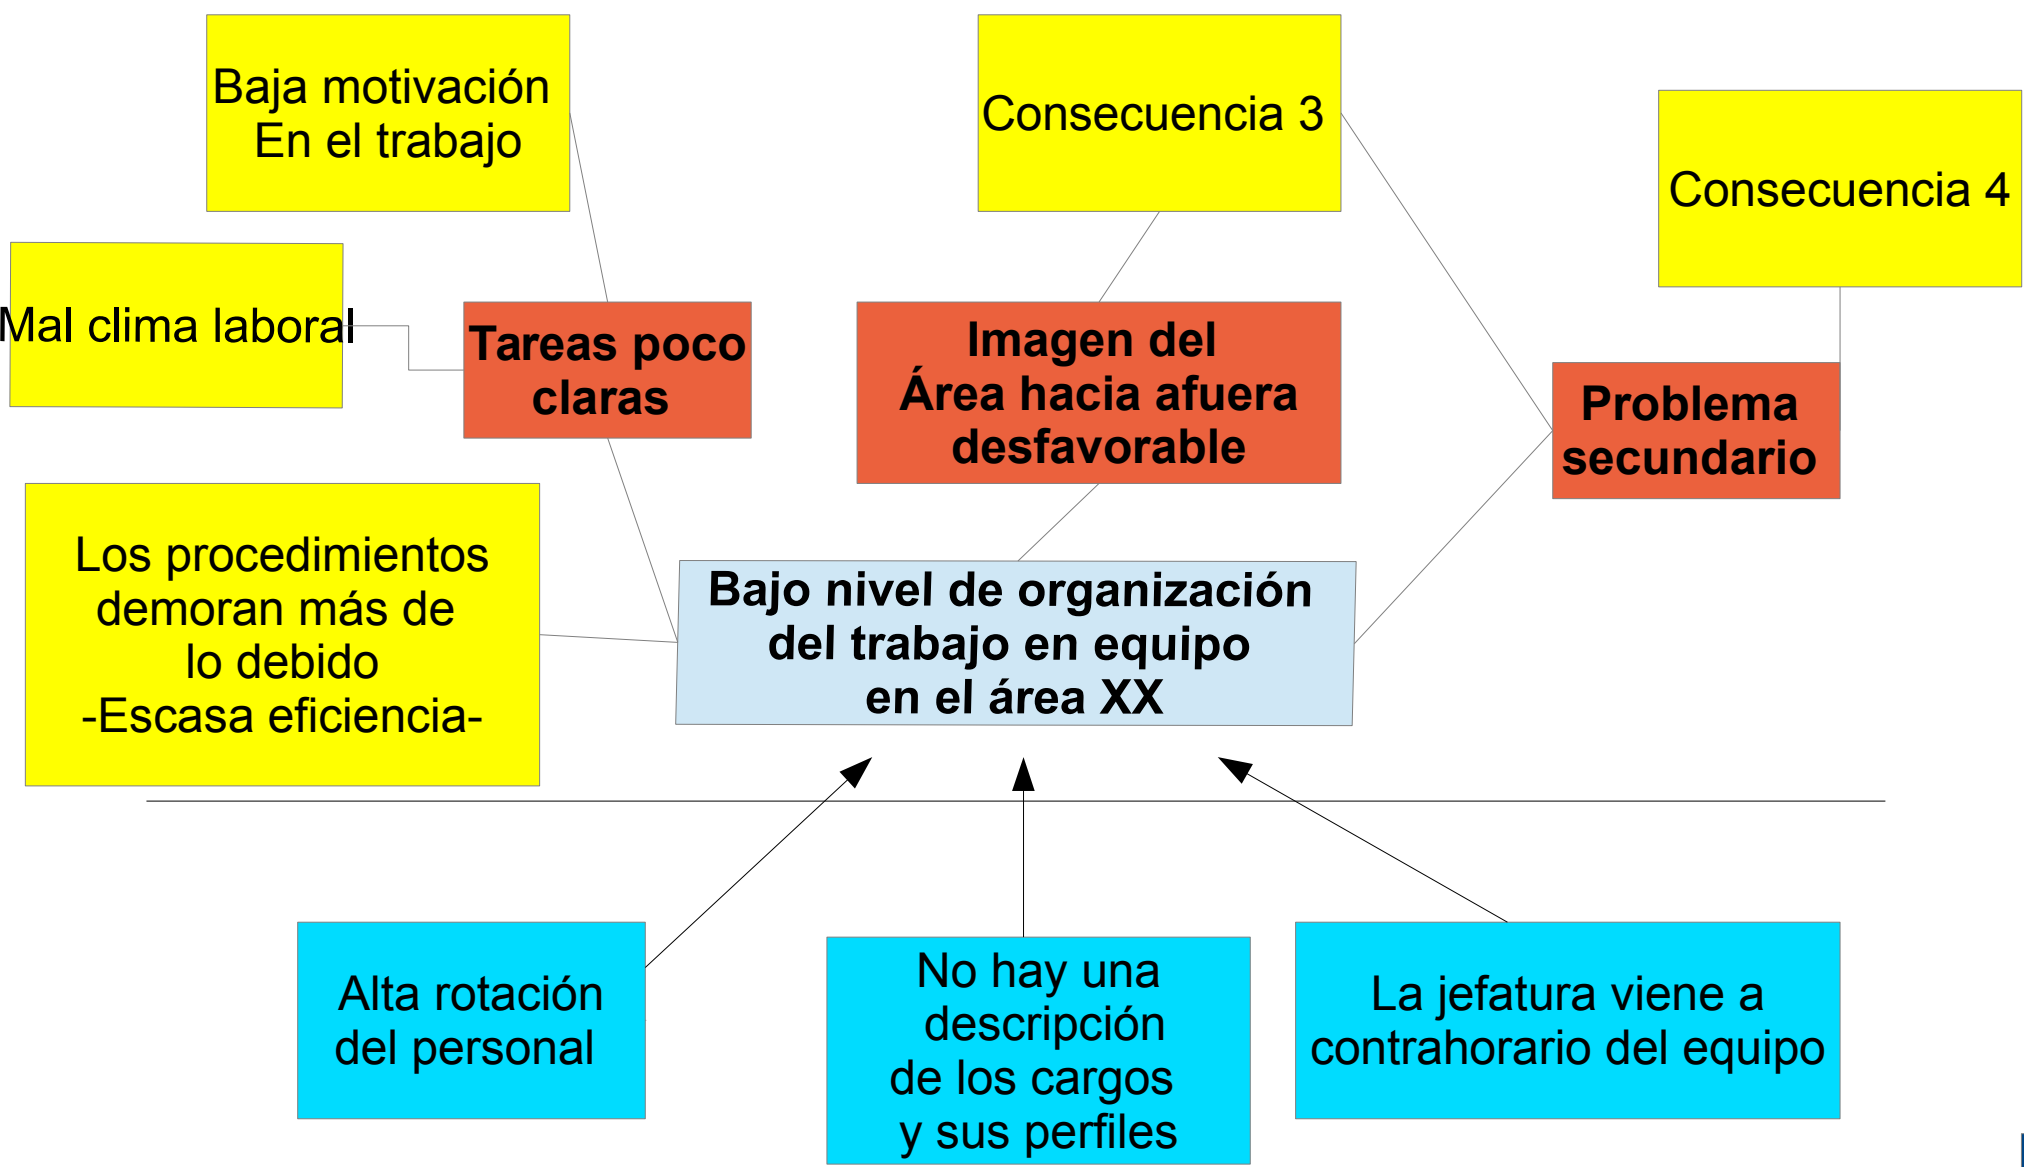 Baja motivación
En el trabajo
Consecuencia 3
Consecuencia 4
Mal clima laboral
Tareas poco
claras
Imagen del
Área hacia afuera
desfavorable
Problema
secundario
Los procedimientos
demoran más de
lo debido
-Escasa eficiencia-
Bajo nivel de organización
del trabajo en equipo
en el área XX
Alta rotación
del personal
No hay una
descripción
de los cargos
y sus perfiles
La jefatura viene a
contrahorario del equipo